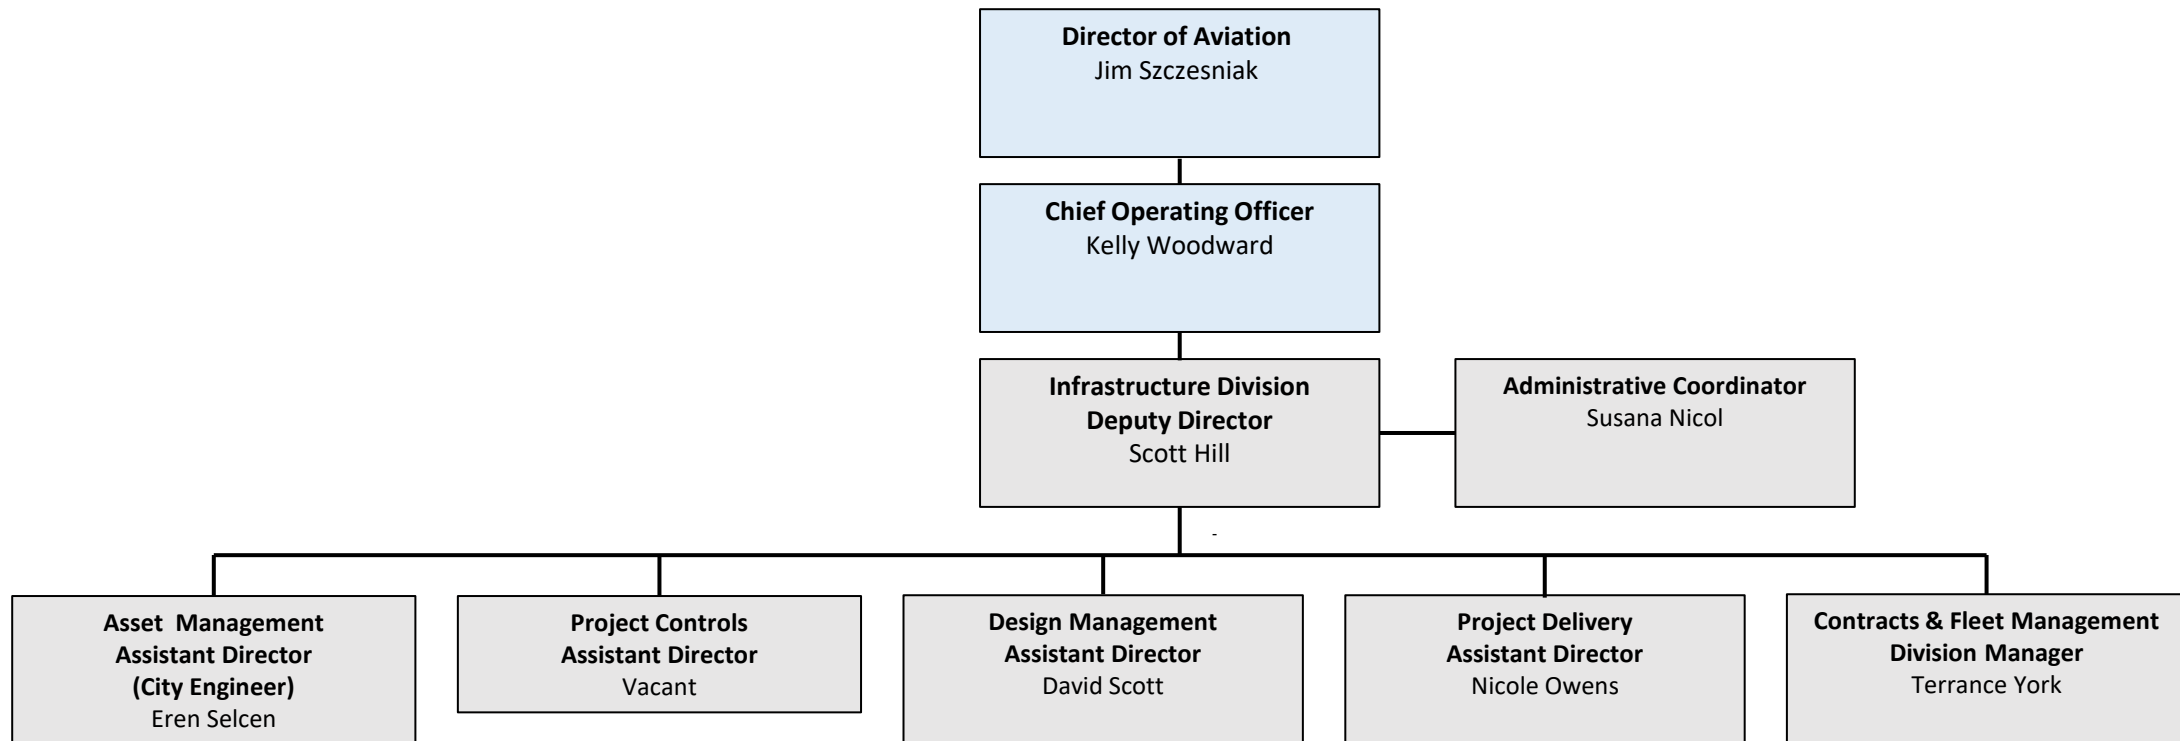 Director of Aviation
Jim Szczesniak
Chief Operating Officer
Kelly Woodward
Infrastructure Division
Deputy Director
Scott Hill
Administrative Coordinator
Susana Nicol
-
Asset Management
Assistant Director
(City Engineer)
Eren Selcen
Project Controls
Assistant Director
Vacant
Design Management
Assistant Director
David Scott
Project Delivery
Assistant Director
Nicole Owens
Contracts & Fleet Management
Division Manager
Terrance York